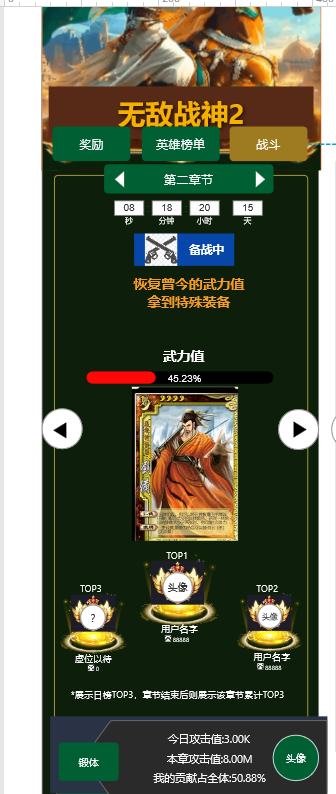 无敌战神2
奖励 英雄榜单 战斗
第二章节
08 18 20 15
秒 分钟 小时 天
备战中
恢复曾今的武力值
拿到特殊装备
武力值
45.23%
TOP1
头像
用户名字
88888
TOP3 TOP2
? 头像
虚位以待 用户名字
0 88888
*展示日榜TOP3，章节结束后则展示该章节累计TOP3
今日攻击值:3.00K
锻体 本章攻击值:8.00M 头像
我的贡献占全体:50.88%